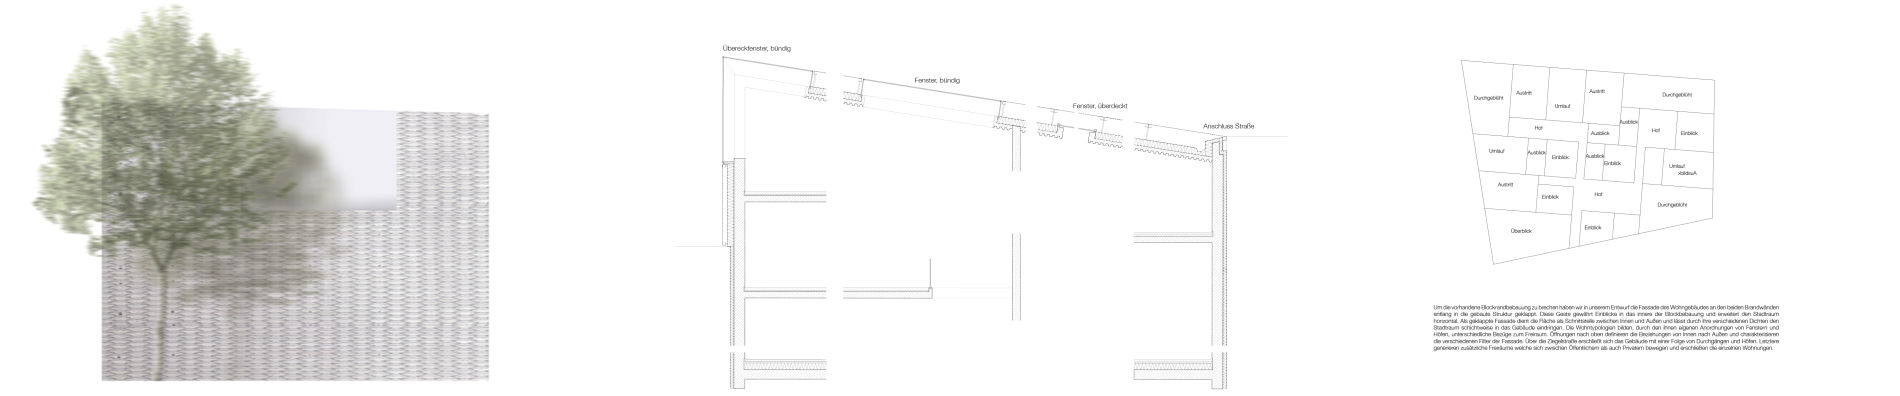 Übereckfenster, bündig
Fenster, bündig
Fenster, überdeckt
Anschluss Straße
Durchgeblüht
Austritt
Umlauf
Austritt
Durchgeblüht
Hof
Ausblick
Ausblick
Hof
Einblick
Umlauf
Ausblick
Einblick
Ausblick
Einblick
Umlauf
Ausblick
Austritt
Einblick
Hof
Durchgeblüht
Überblick
Einblick
Um die vorhandene Blockrandbebauung zu brechen haben wir in unserem Entwurf die Fassade des Wohngebäudes an den beiden Brandwänden
entlang in die gebaute Struktur geklappt. Diese Geste gewährt Einblicke in das innere der Blockbebauung und erweitert den Stadtraum
horizontal. Als geklappte Fassade dient die Fläche als Schnittstelle zwischen Innen und Außen und lässt durch ihre verschiedenen Dichten den
Stadtraum schichtweise in das Gebäude eindringen. Die Wohntypologien bilden, durch den ihnen eigenen Anordnungen von Fenstern und
Höfen, unterschiedliche Bezüge zum Freiraum. Öffnungen nach oben definieren die Beziehungen von Innen nach Außen und charakterisieren
die verschiedenen Filter der Fassade. Über die Ziegelstraße erschließt sich das Gebäude mit einer Folge von Durchgängen und Höfen. Letztere
generieren zusätzliche Freiräume welche sich zwischen Öffentlichem als auch Privatem bewegen und erschließen die einzelnen Wohnungen.